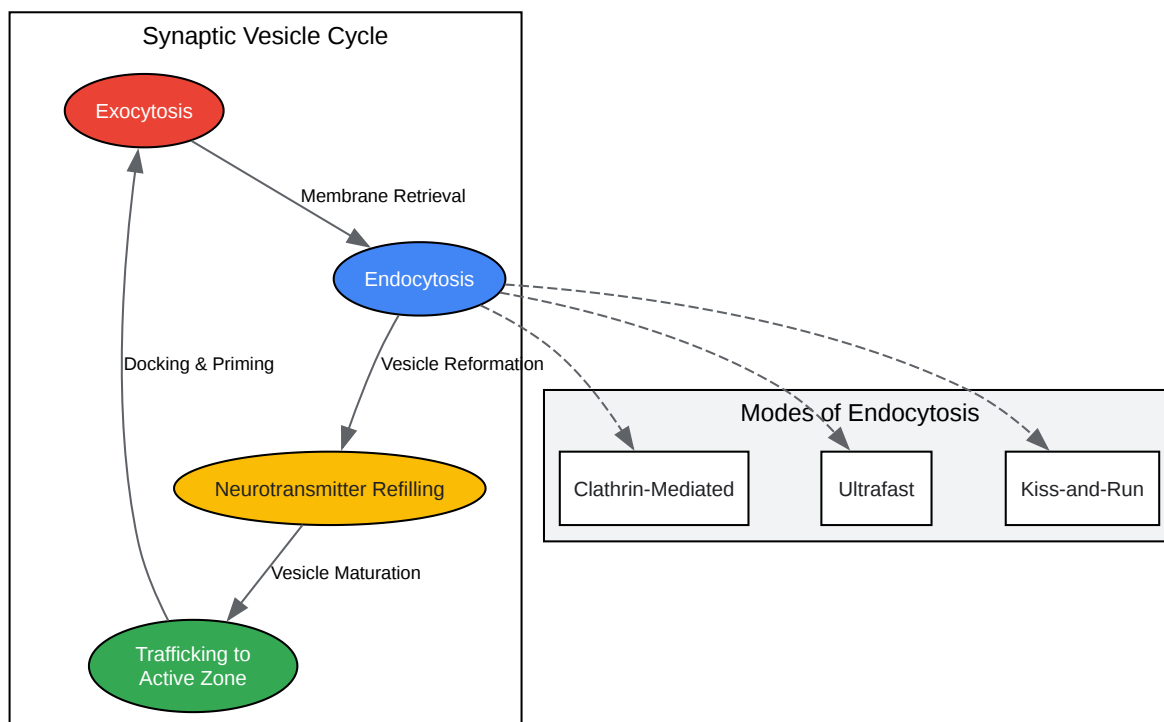 Synaptic Vesicle Cycle
Exocytosis
Membrane Retrieval
Endocytosis
Docking & Priming
Vesicle Reformation
Modes of Endocytosis
Neurotransmitter Refilling
Clathrin-Mediated
Ultrafast
Kiss-and-Run
Vesicle Maturation
Trafficking to
Active Zone